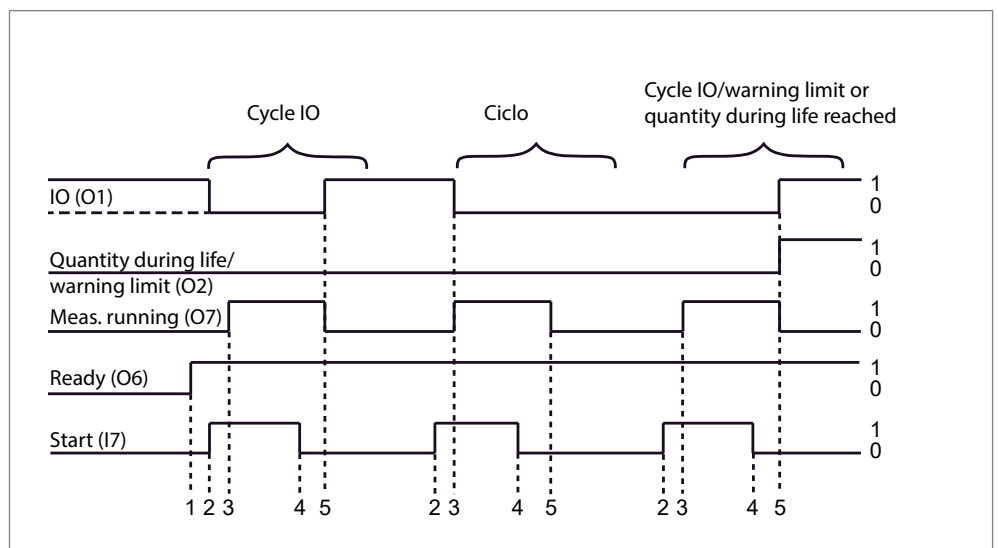 Cycle IO
Ciclo
Cycle IO/warning limit or
quantity during life reached
IO (O1)
1
0
Quantity during life/
warning limit (O2)
1
0
Meas. running (O7)
1
0
Ready (O6)
1
0
Start (I7)
1
0
1 2 3 4 5 2 3 4 5 2 3 4 5